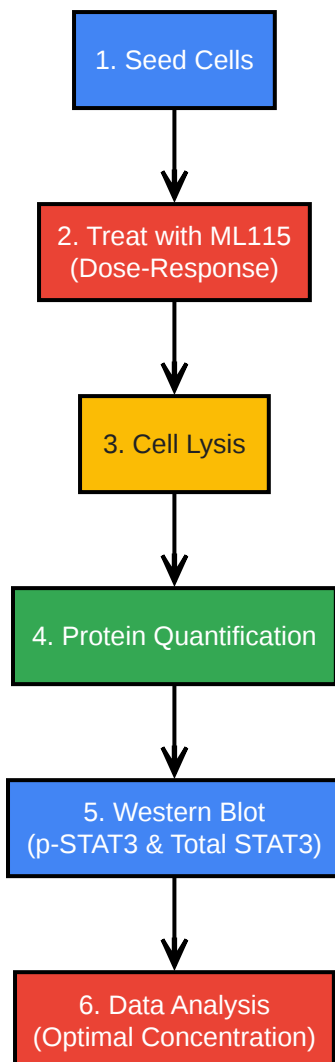 1. Seed Cells
2. Treat with ML115
(Dose-Response)
3. Cell Lysis
4. Protein Quantification
5. Western Blot
(p-STAT3 & Total STAT3)
6. Data Analysis
(Optimal Concentration)